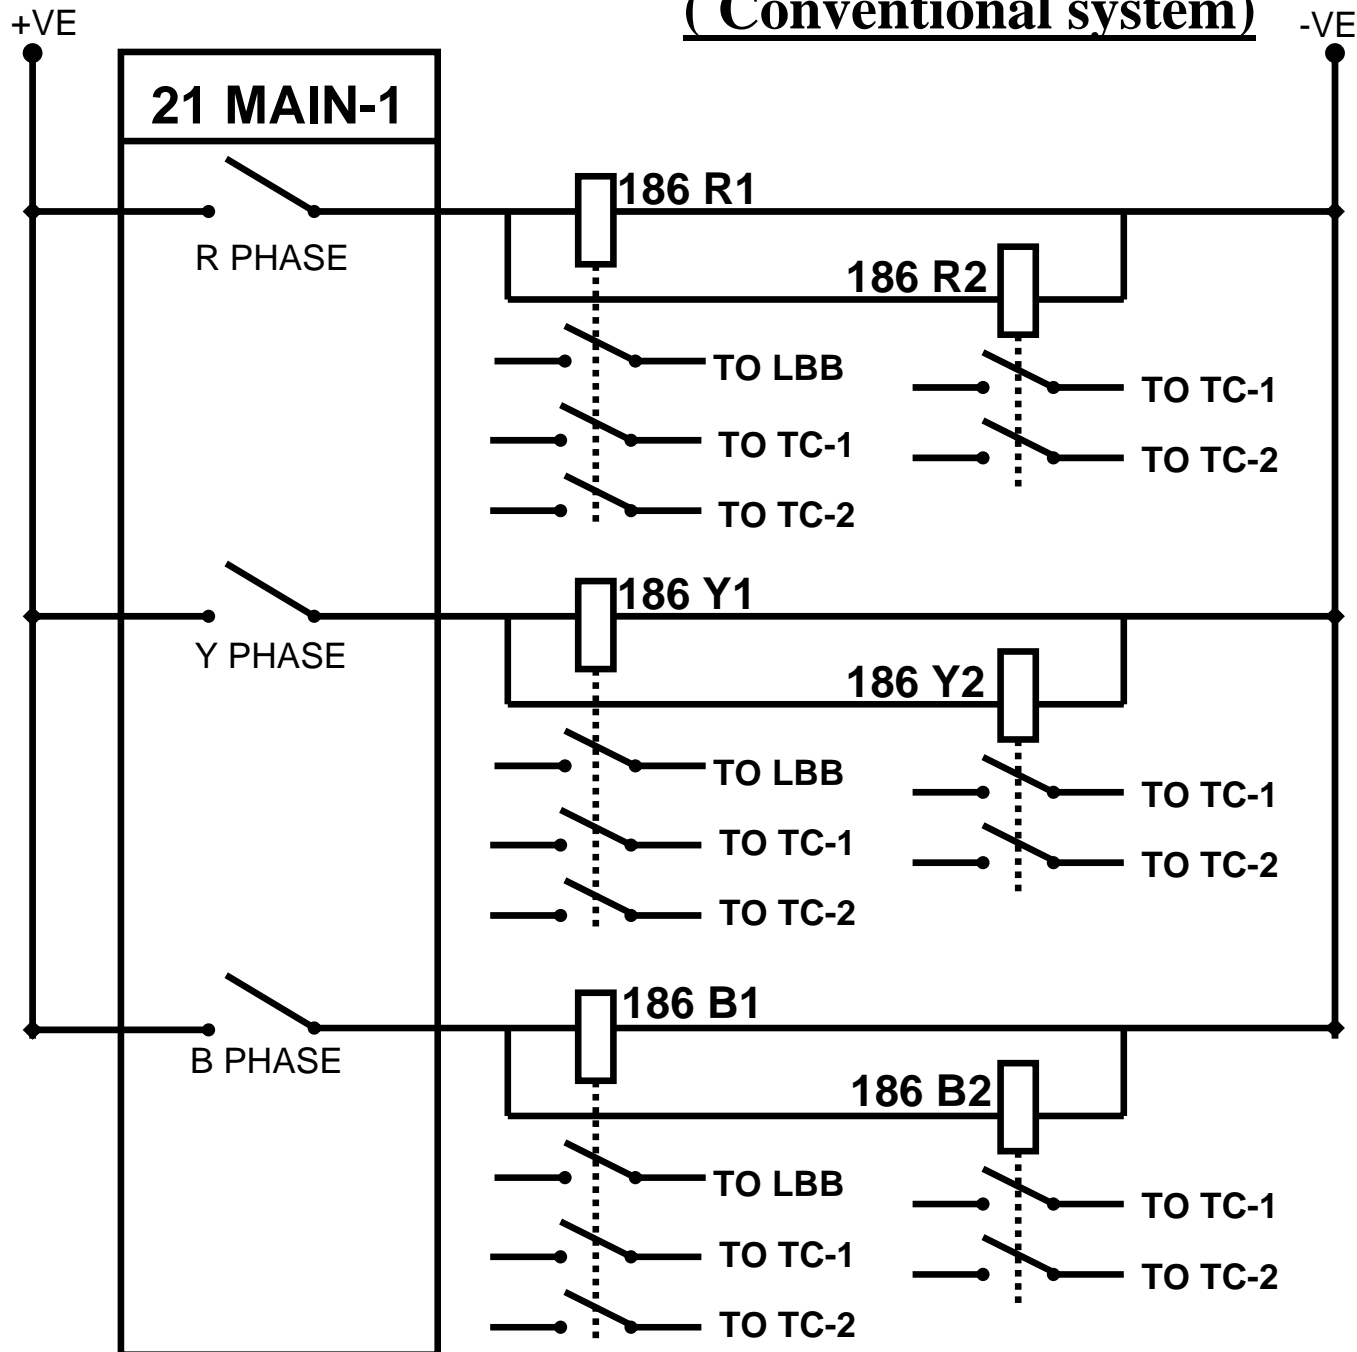 ( Conventional system)
+VE
-VE
21 MAIN-1
186 R1
R PHASE
186 R2
TO LBB
TO TC-1
TO TC-1
TO TC-2
TO TC-2
186 Y1
Y PHASE
186 Y2
TO LBB
TO TC-1
TO TC-1
TO TC-2
TO TC-2
186 B1
B PHASE
186 B2
TO LBB
TO TC-1
TO TC-1
TO TC-2
TO TC-2